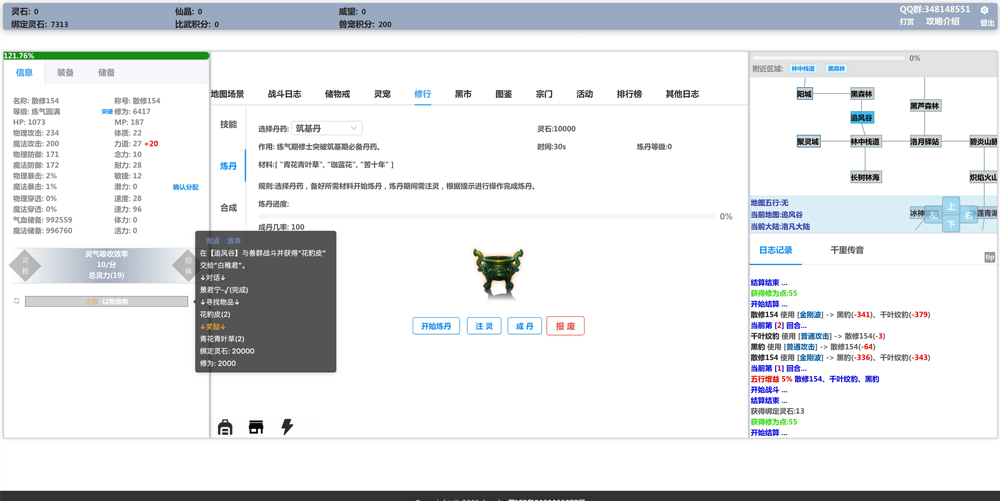 灵石: 0 仙晶: 0 威望: 0 QQ群:348148551
绑定灵石: 7313 比武积分: 0 兽宠积分: 200 打赏 攻略介绍 登出
121.76%
信息 装备 储备
名称: 散修154 称号: 散修154
等级: 练气圆满 突破 修为: 6417
HP: 1073 MP: 187
物理攻击: 234 体质: 22
魔法攻击: 200 力道: 27 +20
物理防御: 171 念力: 10
魔法防御: 172 耐力: 28
物理暴击: 2% 敏捷: 12
魔法暴击: 1% 潜力: 0 确认分配
物理穿透: 0% 速度: 28
魔法穿透: 0% 速力: 96
气血储备: 992559 体力: 0
魔法储备: 996760 活力: 0
灵根
灵气吸收效率
10/分
总灵力(19)
经脉
-以物换物
完成 放弃
在【追风谷】与兽群战斗并获得“花豹皮”
交给“白稚君”。
↓对话↓
景君宁-√(完成)
↓寻找物品↓
花豹皮(2)
↓奖励↓
青花青叶草(2)
绑定灵石: 20000
修为: 2000
地图场景 战斗日志 储物戒 灵宠 修行 黑市 图鉴 宗门 活动 排行榜 其他日志
技能
炼丹
合成
选择丹药: 筑基丹 灵石:10000
作用: 练气期修士突破筑基期必备丹药。 时间:30s 炼丹等级:0
材料:[ "青花青叶草", "珈蓝花", "苦十年" ]
规则:选择丹药，备好所需材料开始炼丹，炼丹期间需注灵，根据提示进行操作完成炼丹。
炼丹进度:
0%
成丹几率: 100
开始炼丹 注 灵 成 丹 报 废
0%
附近区域: 林中栈道 黑森林
阳城 黑森林
黑芦森林
追风谷
聚灵城 林中栈道 洛月驿站 碧炎山脉
长树林海 炽焰火山
地图五行:无
当前地图:追风谷
当前大陆:洛凡大陆
上
左 右
下
日志记录 千里传音
tip
结算结束 ...
获得修为点:55
开始结算 ...
散修154 使用 [金刚波] -> 黑豹(-341)、千叶纹豹(-379)
当前第 [2] 回合...
千叶纹豹 使用 [普通攻击] -> 散修154(-3)
黑豹 使用 [普通攻击] -> 散修154(-64)
散修154 使用 [金刚波] -> 黑豹(-336)、千叶纹豹(-343)
当前第 [1] 回合...
五行增益 5% 散修154、千叶纹豹、黑豹
开始战斗 ...
结算结束 ...
获得绑定灵石:13
获得修为点:55
开始结算 ...